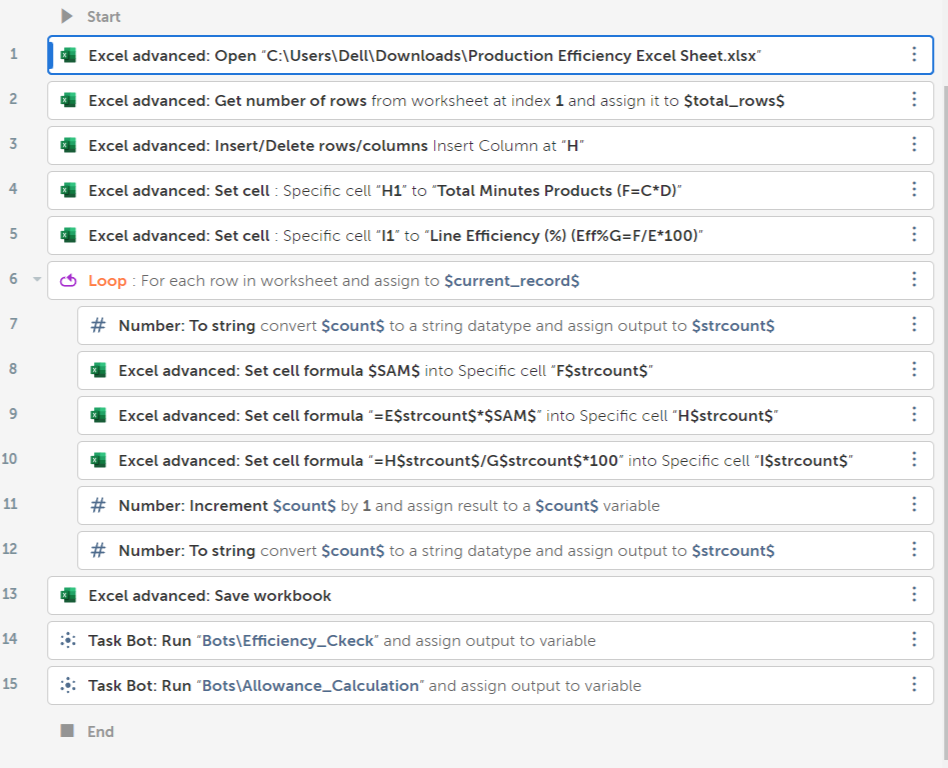 Start
1 Excel advanced: Open “C:\Users\Dell\Downloads\Production Efficiency Excel Sheet.xlsx”
2 Excel advanced: Get number of rows from worksheet at index 1 and assign it to $total_rows$
3 Excel advanced: Insert/Delete rows/columns Insert Column at “H”
4 Excel advanced: Set cell : Specific cell “H1” to “Total Minutes Products (F=C*D)”
5 Excel advanced: Set cell : Specific cell “I1” to “Line Efficiency (%) (Eff%G=F/E*100)”
6 Loop : For each row in worksheet and assign to $current_record$
7 # Number: To string convert $count$ to a string datatype and assign output to $strcount$
8 Excel advanced: Set cell formula $SAM$ into Specific cell “F$strcount$”
9 Excel advanced: Set cell formula “=E$strcount$*$SAM$” into Specific cell “H$strcount$”
10 Excel advanced: Set cell formula “=H$strcount$/G$strcount$*100” into Specific cell “I$strcount$”
11 # Number: Increment $count$ by 1 and assign result to a $count$ variable
12 # Number: To string convert $count$ to a string datatype and assign output to $strcount$
13 Excel advanced: Save workbook
14 Task Bot: Run “Bots\Efficiency_Ckeck” and assign output to variable
15 Task Bot: Run “Bots\Allowance_Calculation” and assign output to variable
End